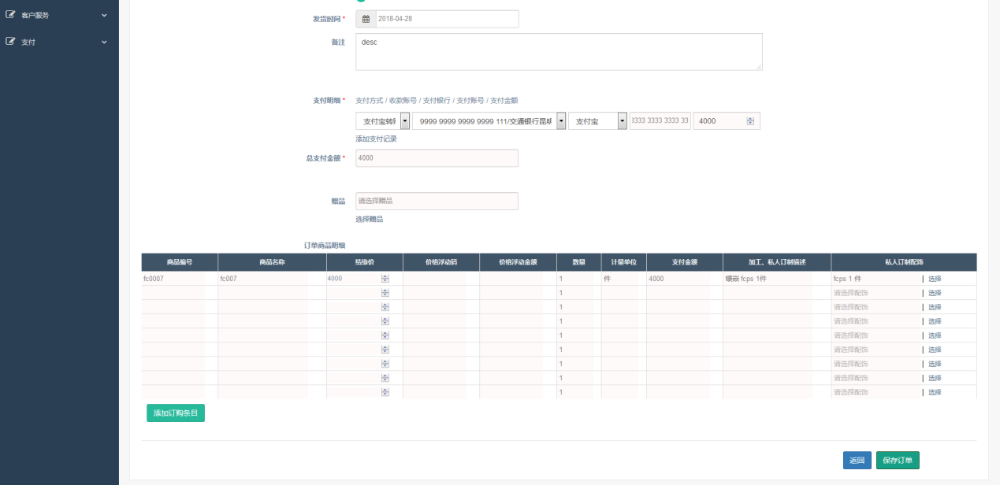 客户服务
支付
发货时间 *
2018-04-28
备注
desc
支付明细 *
支付方式 / 收款账号 / 支付银行 / 支付账号 / 支付金额
支付宝转 9999 9999 9999 9999 111/交通银行昆明 支付宝 3333 3333 3333 33 4000
添加支付记录
总支付金额 *
4000
赠品
请选择赠品
选择赠品
订单商品明细
商品编号 商品名称 结缘价 价格浮动码 价格浮动金额 数量 计量单位 支付金额 加工、私人订制描述 私人订制配饰
fc0007 fc007 4000 1 件 4000 镶嵌 fcps 1件 fcps 1 件 | 选择
1 请选择配饰 | 选择
1 请选择配饰 | 选择
1 请选择配饰 | 选择
1 请选择配饰 | 选择
1 请选择配饰 | 选择
1 请选择配饰 | 选择
1 请选择配饰 | 选择
1 请选择配饰 | 选择
添加订购条目
返回 保存订单